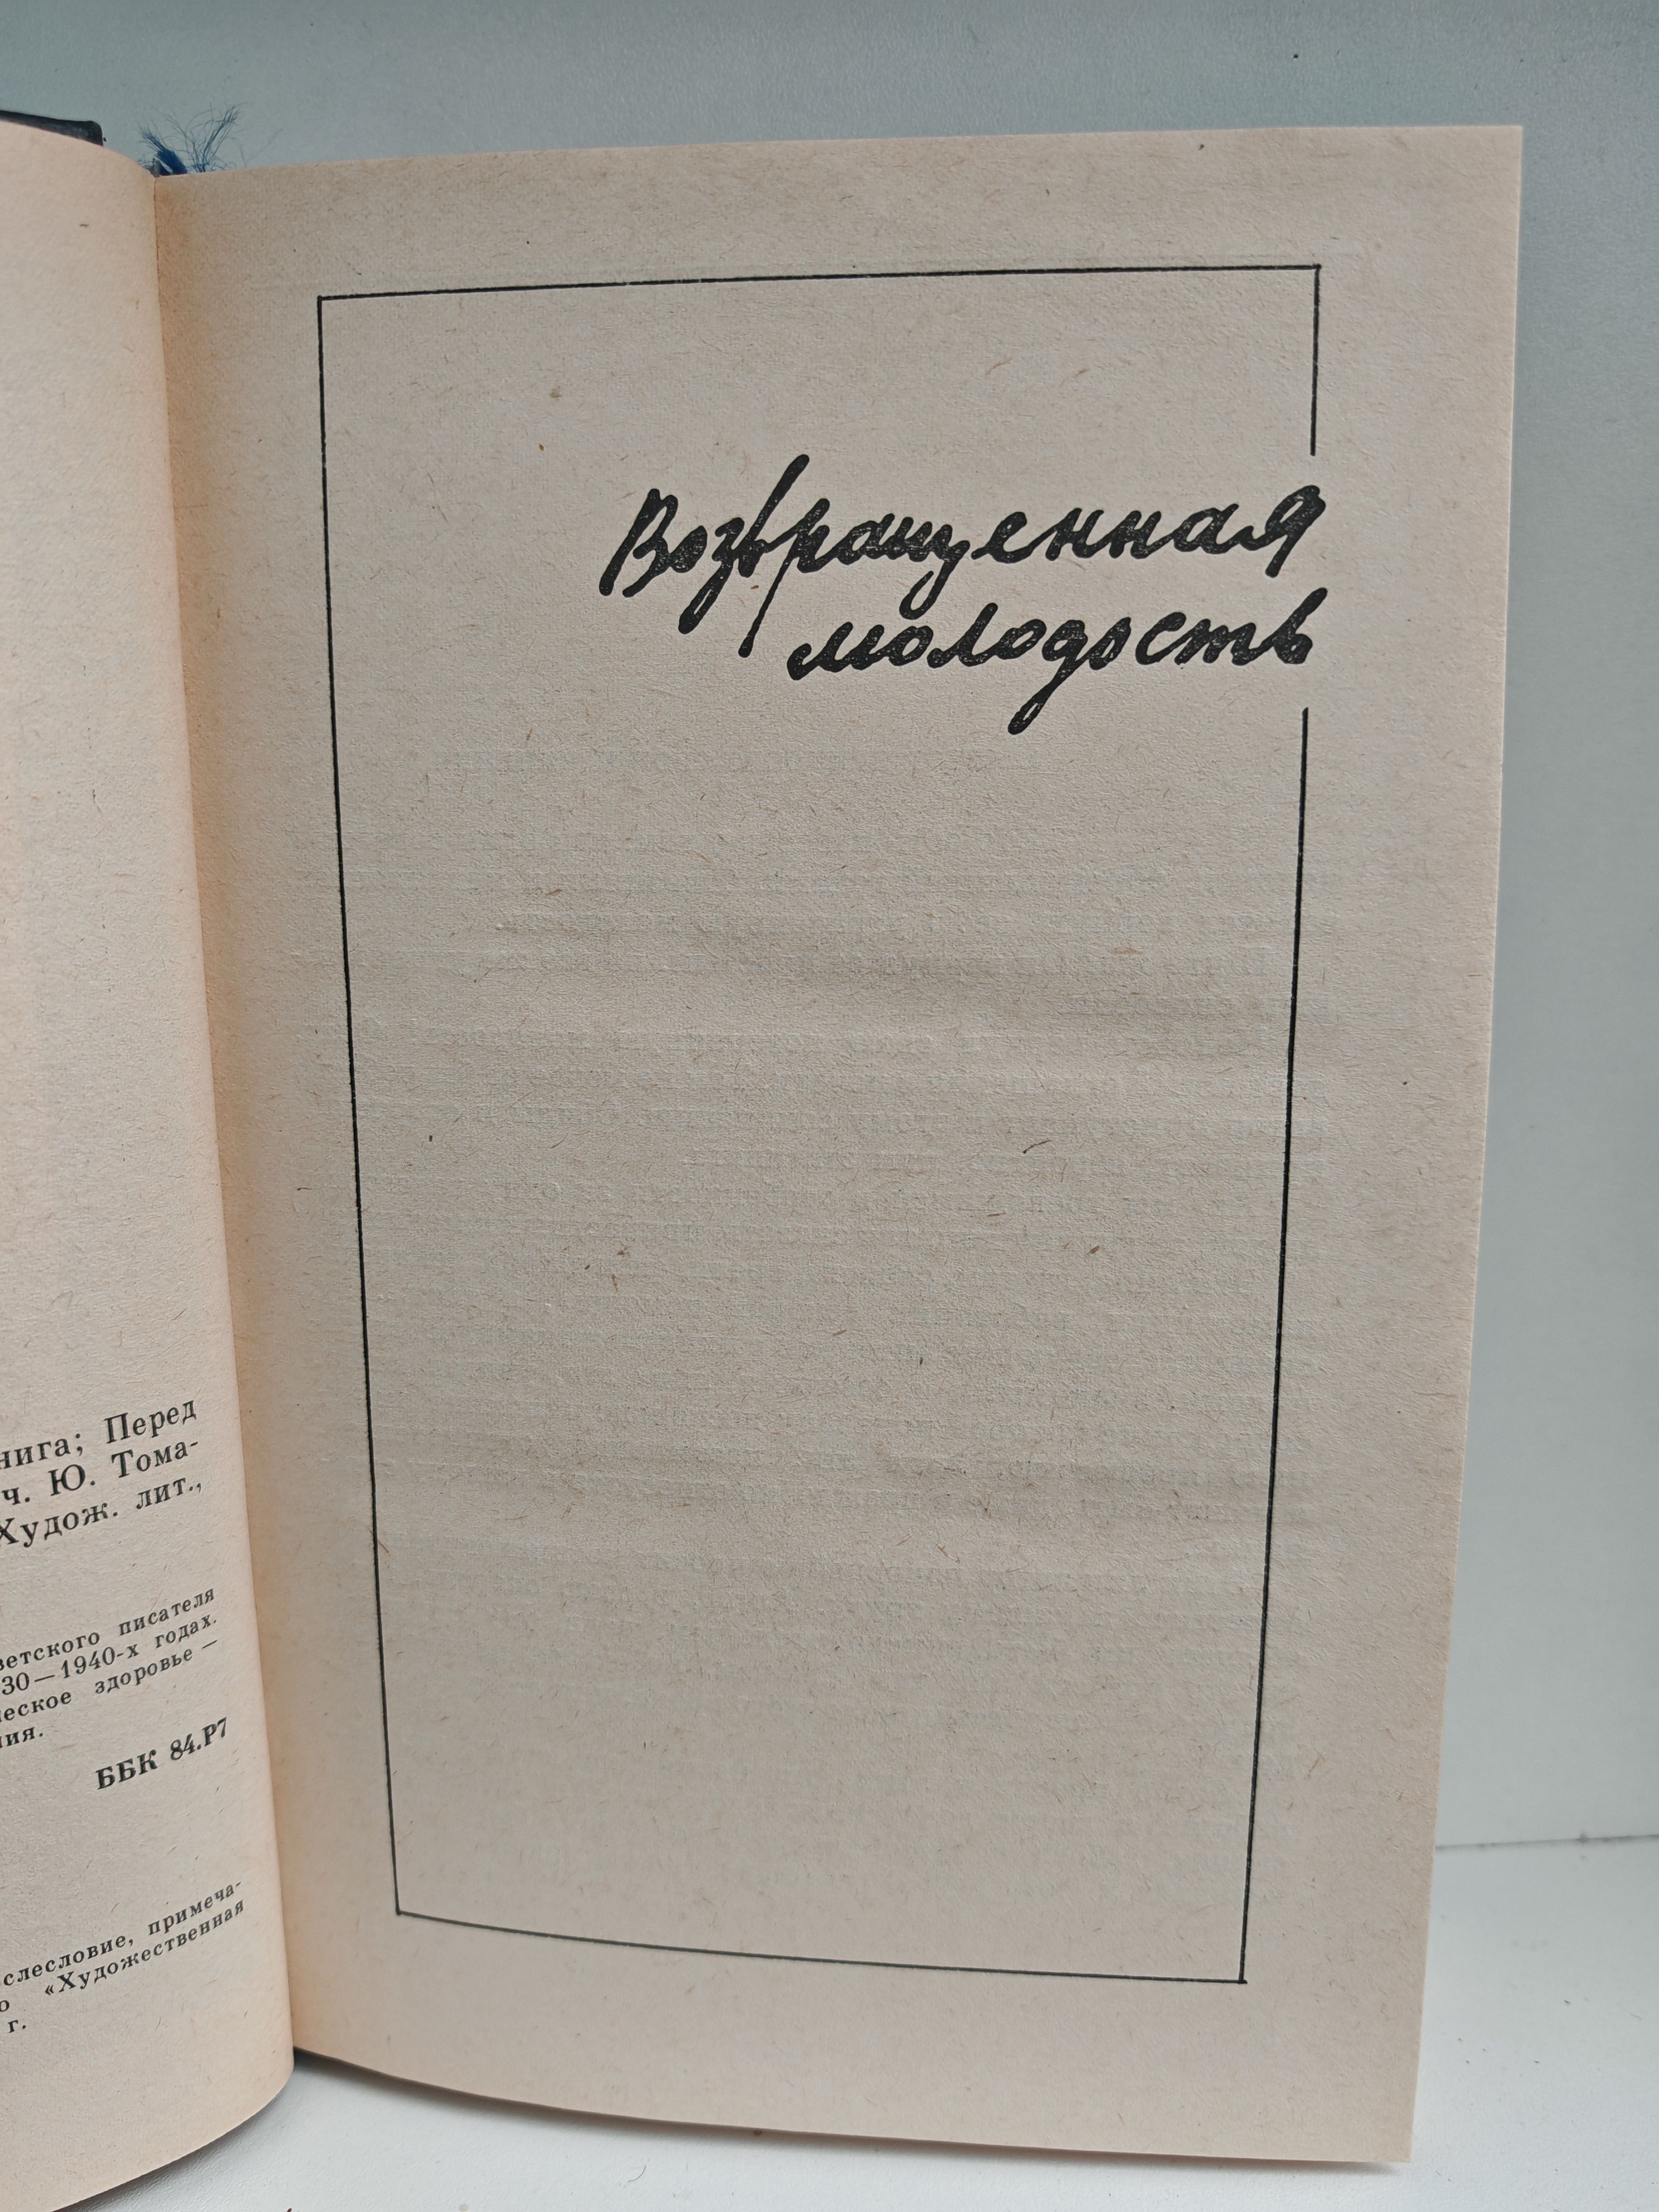 нига; Перед
ч. Ю. Тома-
Худож. лит.,
ветского писателя
30—1940-х годах.
ческое здоровье —
ния.
ББК 84.Р7
слесловие, примеча-
о «Художественная
г.
Возвращенная
молодость